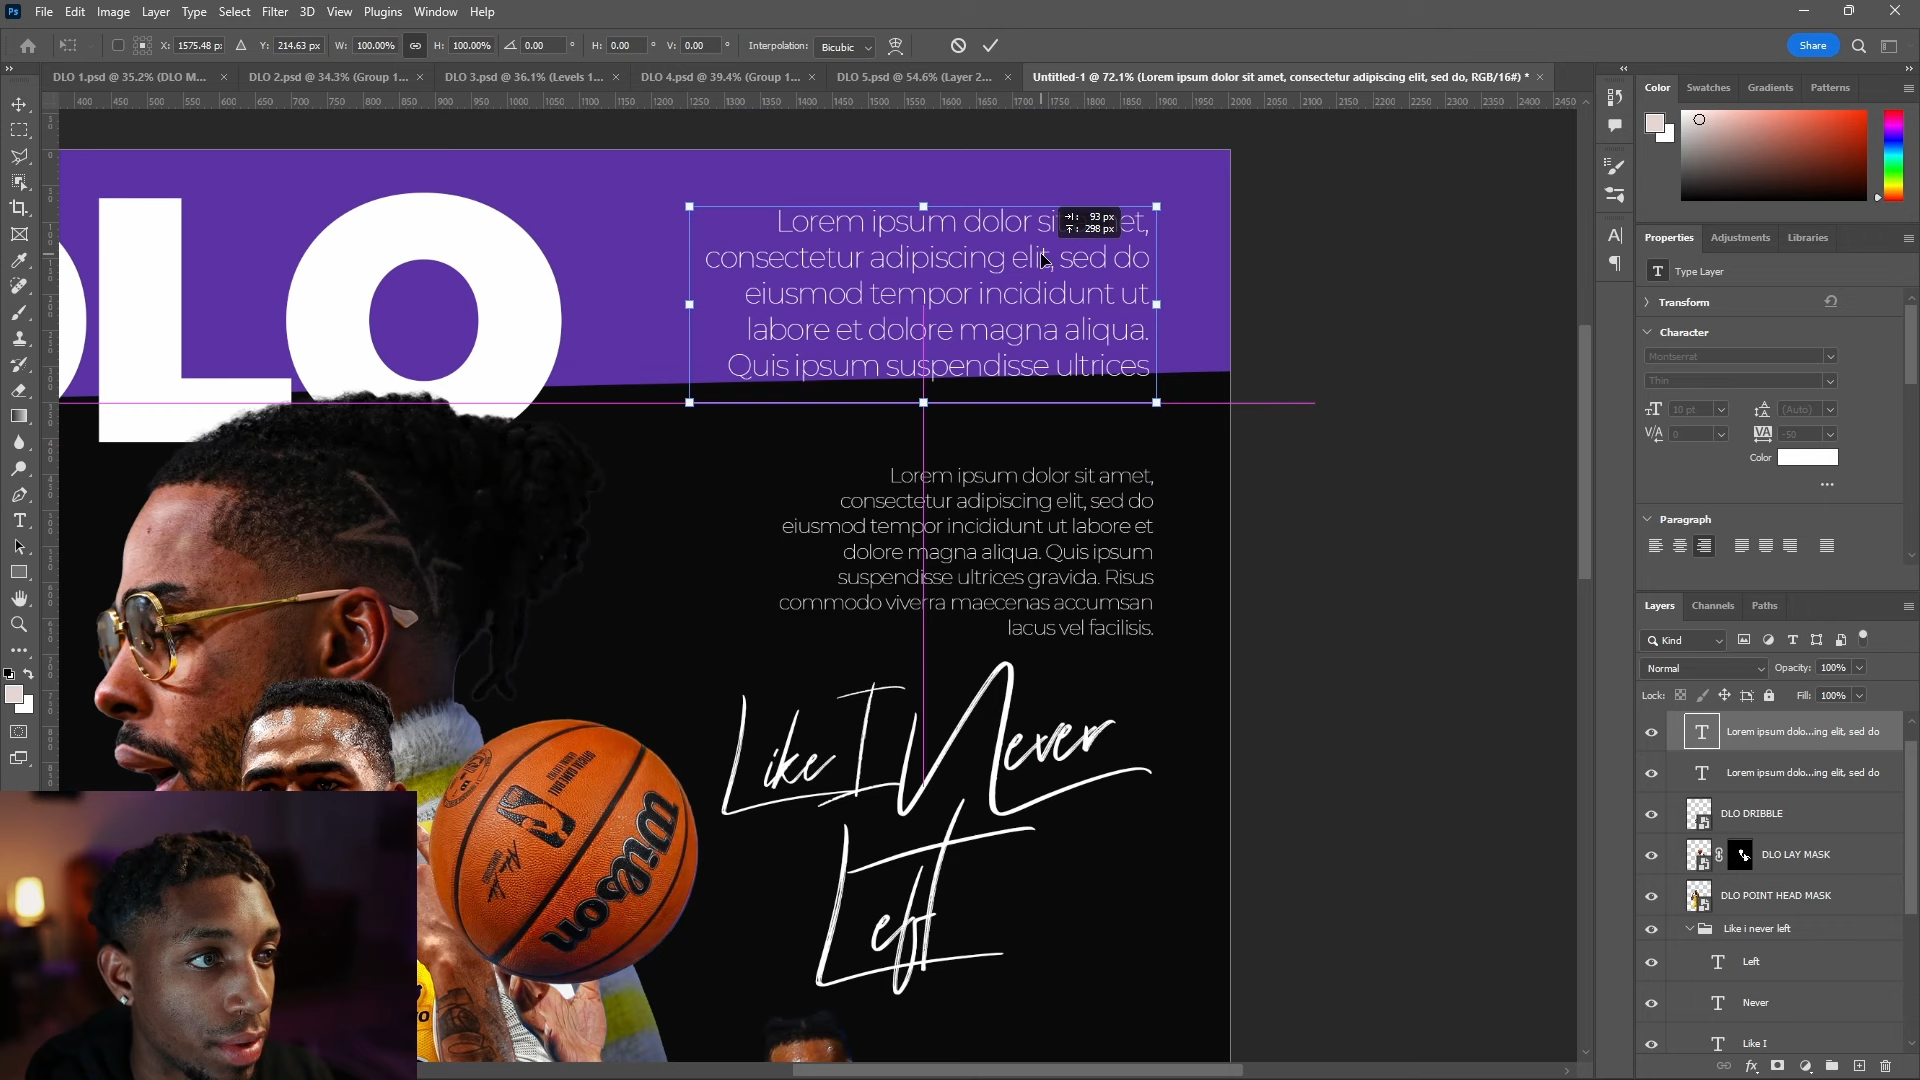 Ps File Edit Image Layer Type Select Filter 3D View Plugins Window Help
X: 1575.48 px Y: 214.63 px W: 100.00% H: 100.00% 0.00 ° H: 0.00 ° V: 0.00 ° Interpolation: Bicubic Share
DLO 1.psd @ 35.2% (DLO M... × DLO 2.psd @ 34.3% (Group 1... × DLO 3.psd @ 36.1% (Levels 1... × DLO 4.psd @ 39.4% (Group 1... × DLO 5.psd @ 54.6% (Layer 2... × Untitled-1 @ 72.1% (Lorem ipsum dolor sit amet, consectetur adipiscing elit, sed do, RGB/16#) * ×
400 450 500 550 600 650 700 750 800 850 900 950 1000 1050 1100 1150 1200 1250 1300 1350 1400 1450 1500 1550 1600 1650 1700 1750 1800 1850 1900 1950 2000 2050 2100 2150 2200 2250 2300 2350 2400 2450
LO
Lorem ipsum dolor si et,
consectetur adipiscing elit, sed do
eiusmod tempor incididunt ut
labore et dolore magna aliqua.
Quis ipsum suspendisse ultrices
93 px
298 px
Lorem ipsum dolor sit amet,
consectetur adipiscing elit, sed do
eiusmod tempor incididunt ut labore et
dolore magna aliqua. Quis ipsum
suspendisse ultrices gravida. Risus
commodo viverra maecenas accumsan
lacus vel facilisis.
Like I Never
Left
Wilson
Wilson
Color Swatches Gradients Patterns
Properties Adjustments Libraries
T Type Layer
Transform
Character
Montserrat
Thin
10 pt (Auto)
0 -50
Color
Paragraph
Layers Channels Paths
Kind
Normal Opacity: 100%
Lock: Fill: 100%
T Lorem ipsum dolo...ing elit, sed do
T Lorem ipsum dolo...ing elit, sed do
DLO DRIBBLE
DLO LAY MASK
DLO POINT HEAD MASK
Like i never left
T Left
T Never
T Like I